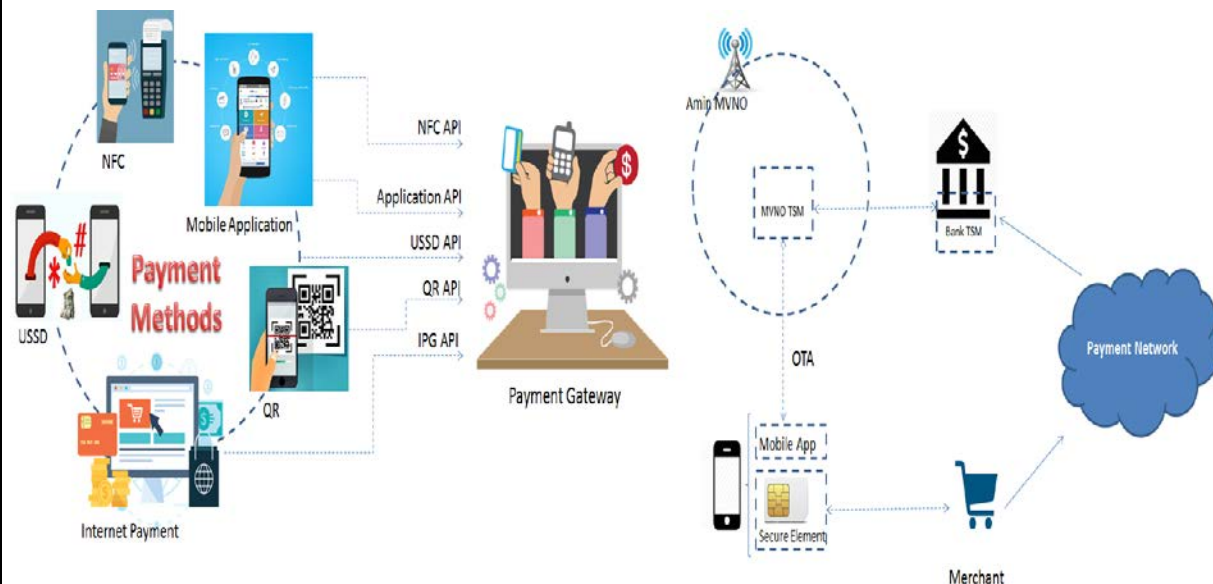 NFC
Mobile Application
USSD
Payment
Methods
QR
Internet Payment
NFC API
Application API
USSD API
QR API
IPG API
Payment Gateway
Amin MVNO
MVNO TSM
Bank TSM
OTA
Mobile App
Secure Element
Payment Network
Merchant